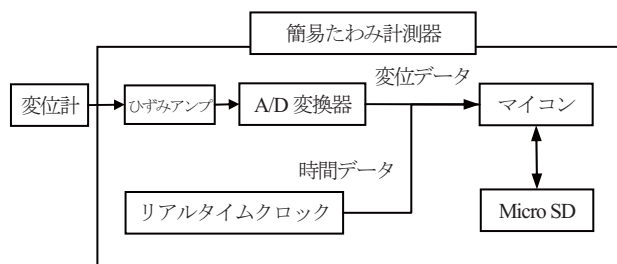 簡易たわみ計測器
変位データ
変位計
ひずみアンプ
A/D 変換器
マイコン
時間データ
リアルタイムクロック
Micro SD